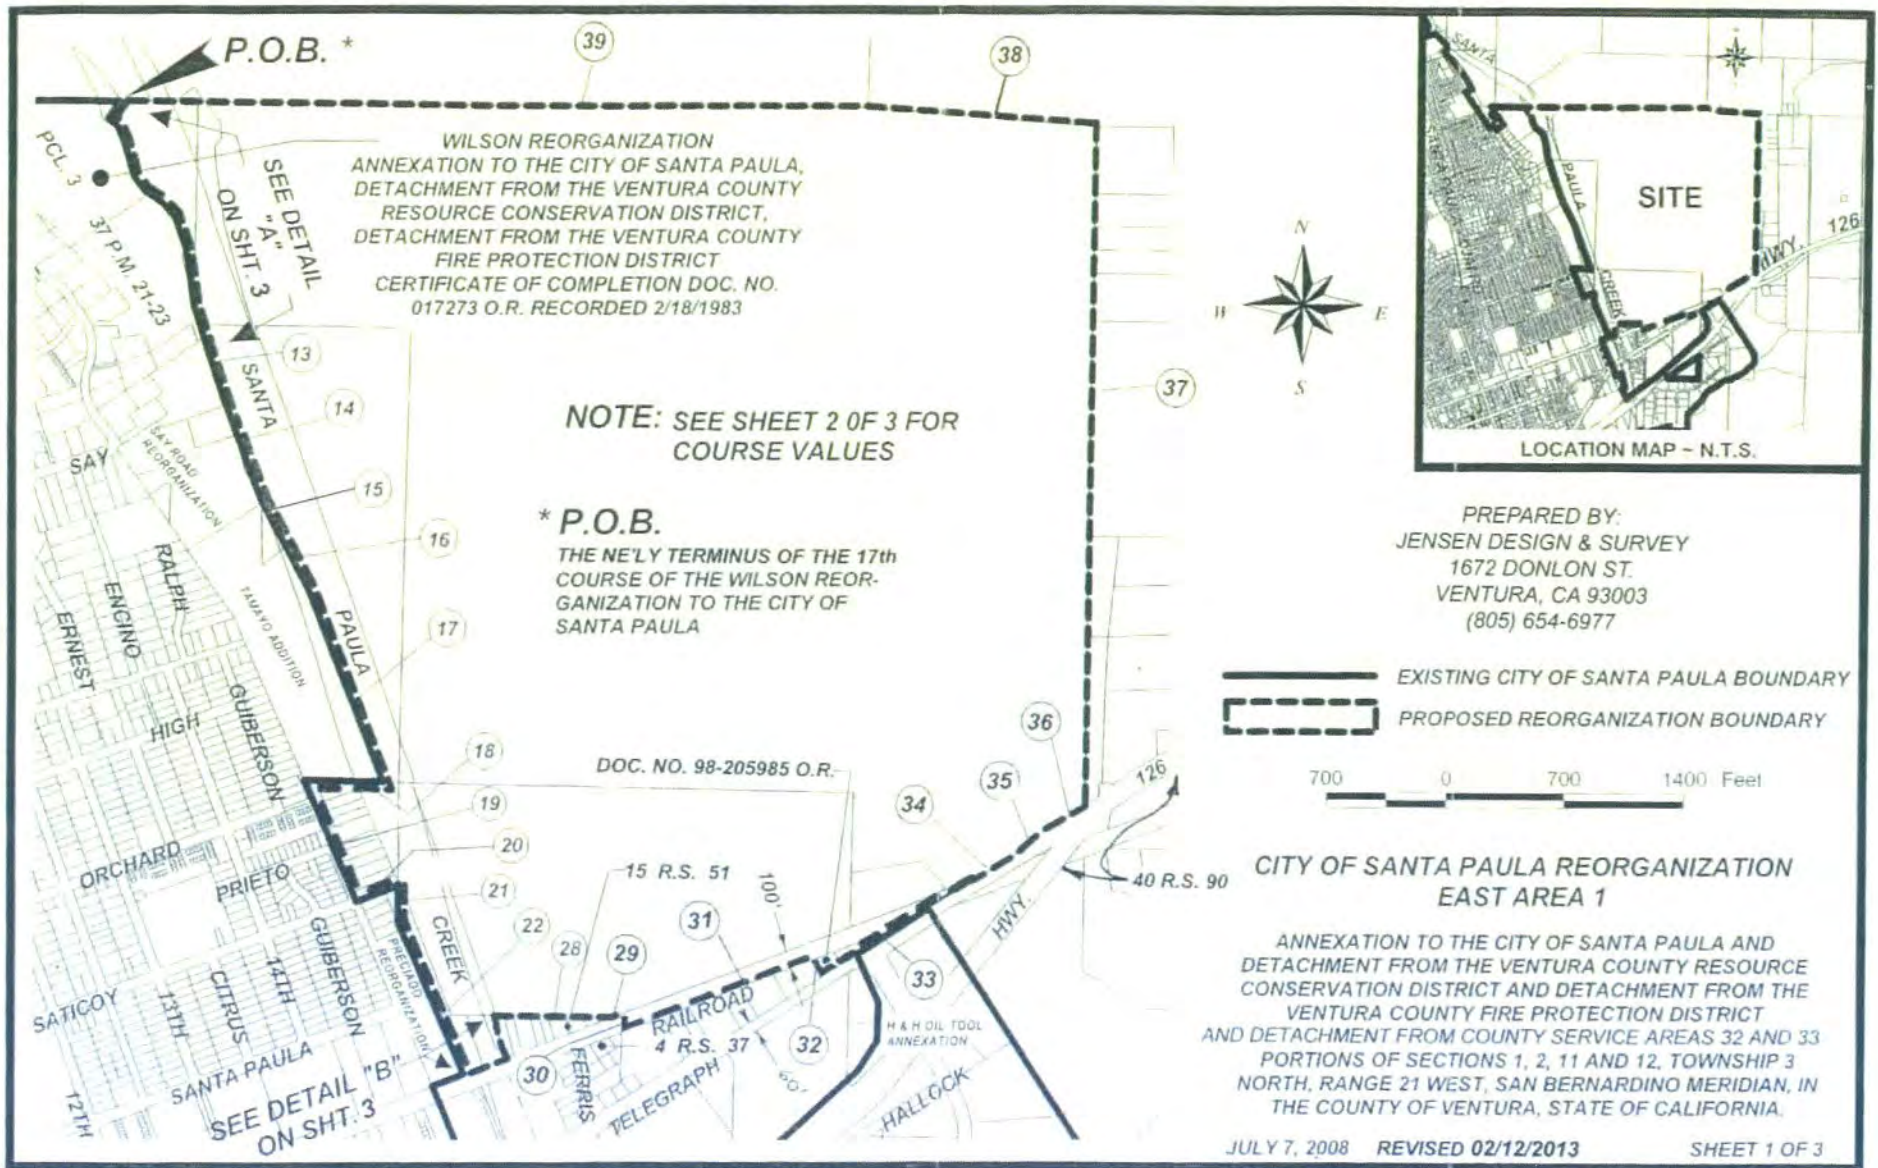 P.O.B. *
39
38
WILSON REORGANIZATION
ANNEXATION TO THE CITY OF SANTA PAULA,
DETACHMENT FROM THE VENTURA COUNTY
RESOURCE CONSERVATION DISTRICT,
DETACHMENT FROM THE VENTURA COUNTY
FIRE PROTECTION DISTRICT
CERTIFICATE OF COMPLETION DOC. NO.
017273 O.R. RECORDED 2/18/1983
PCL. 3
37 P.M. 21-23
SEE DETAIL
"A"
ON SHT. 3
13
14
15
16
17
18
19
20
21
22
28
29
30
31
32
33
34
35
36
37
SANTA
PAULA
CREEK
NOTE: SEE SHEET 2 0F 3 FOR
COURSE VALUES
* P.O.B.
THE NE'LY TERMINUS OF THE 17th
COURSE OF THE WILSON REOR-
GANIZATION TO THE CITY OF
SANTA PAULA
SAY
SAY ROAD
REORGANIZATION
RALPH
ENCINO
ERNEST
TAMAYO ADDITION
HIGH
GUIBERSON
ORCHARD
PRIETO
GUIBERSON
14TH
CITRUS
13TH
SATICOY
SANTA PAULA
12TH
PRECIADO
REORGANIZATION
SEE DETAIL "B"
ON SHT. 3
DOC. NO. 98-205985 O.R.
15 R.S. 51
100'
RAILROAD
4 R.S. 37
60'
FERRIS
TELEGRAPH
H & H OIL TOOL
ANNEXATION
HALLOCK
HWY.
126
40 R.S. 90
N
W
E
S
SANTA
PAULA
CREEK
SITE
HWY.
126
LOCATION MAP ~ N.T.S.
PREPARED BY:
JENSEN DESIGN & SURVEY
1672 DONLON ST.
VENTURA, CA 93003
(805) 654-6977
EXISTING CITY OF SANTA PAULA BOUNDARY
PROPOSED REORGANIZATION BOUNDARY
700 0 700 1400 Feet
CITY OF SANTA PAULA REORGANIZATION
EAST AREA 1
ANNEXATION TO THE CITY OF SANTA PAULA AND
DETACHMENT FROM THE VENTURA COUNTY RESOURCE
CONSERVATION DISTRICT AND DETACHMENT FROM THE
VENTURA COUNTY FIRE PROTECTION DISTRICT
AND DETACHMENT FROM COUNTY SERVICE AREAS 32 AND 33
PORTIONS OF SECTIONS 1, 2, 11 AND 12, TOWNSHIP 3
NORTH, RANGE 21 WEST, SAN BERNARDINO MERIDIAN, IN
THE COUNTY OF VENTURA, STATE OF CALIFORNIA.
JULY 7, 2008 REVISED 02/12/2013 SHEET 1 OF 3